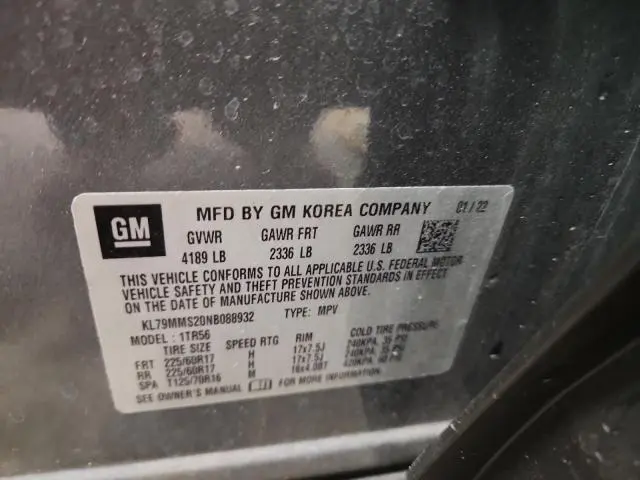 GM MFD BY GM KOREA COMPANY 01/22
GVWR GAWR FRT GAWR RR
4189 LB 2336 LB 2336 LB
THIS VEHICLE CONFORMS TO ALL APPLICABLE U.S. FEDERAL MOTOR
VEHICLE SAFETY AND THEFT PREVENTION STANDARDS IN EFFECT
ON THE DATE OF MANUFACTURE SHOWN ABOVE.
KL79MMS20NB088932 TYPE: MPV
MODEL: 1TR56
TIRE SIZE SPEED RTG RIM COLD TIRE PRESSURE
FRT 225/60R17 H 17x7.5J 240KPA, 35 PSI
RR 225/60R17 H 17x7.5J 240KPA, 35 PSI
SPA T125/70R16 M 16x4.0BT 420KPA, 60 PSI
SEE OWNER'S MANUAL FOR MORE INFORMATION.